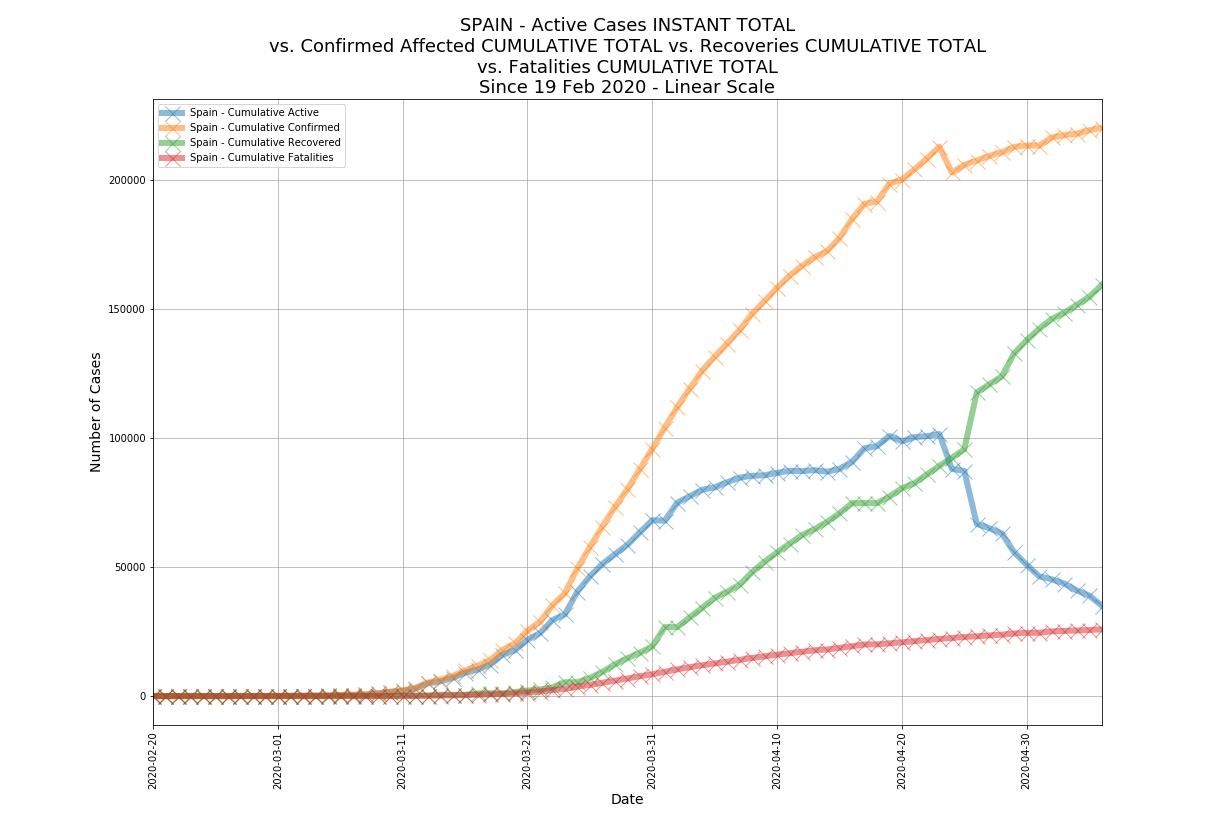 SPAIN - Active Cases INSTANT TOTAL
vs. Confirmed Affected CUMULATIVE TOTAL vs. Recoveries CUMULATIVE TOTAL
vs. Fatalities CUMULATIVE TOTAL
Since 19 Feb 2020 - Linear Scale
Spain - Cumulative Active
Spain - Cumulative Confirmed
Spain - Cumulative Recovered
Spain - Cumulative Fatalities
Number of Cases
200000
150000
100000
50000
0
2020-02-20
2020-03-01
2020-03-11
2020-03-21
2020-03-31
2020-04-10
2020-04-20
2020-04-30
Date